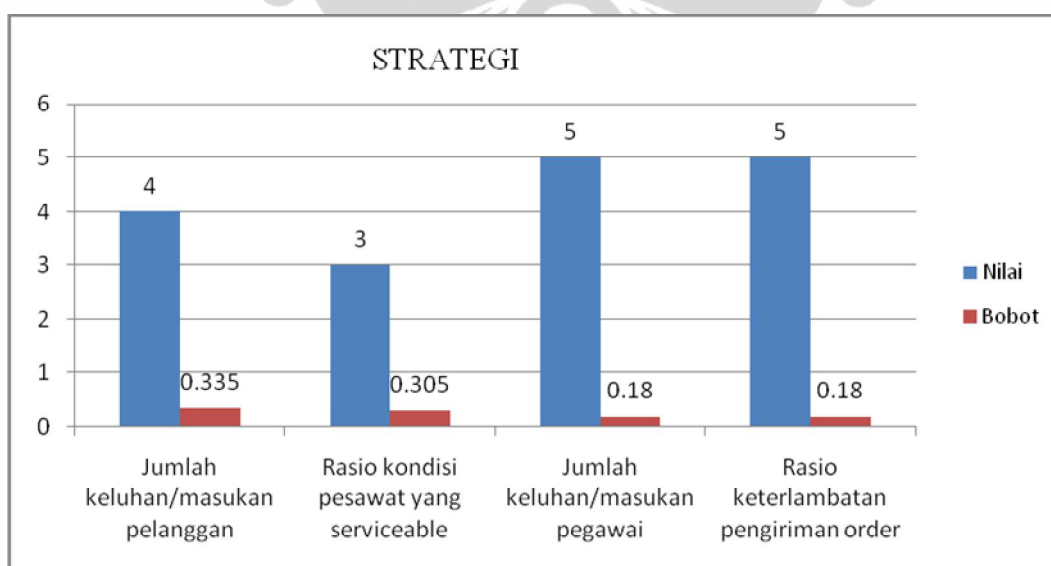 STRATEGI
6
5
4
3
2
1
0
4
0.335
3
0.305
5
0.18
5
0.18
Jumlah
keluhan/masukan
pelanggan
Rasio kondisi
pesawat yang
serviceable
Jumlah
keluhan/masukan
pegawai
Rasio
keterlambatan
pengiriman order
Nilai
Bobot